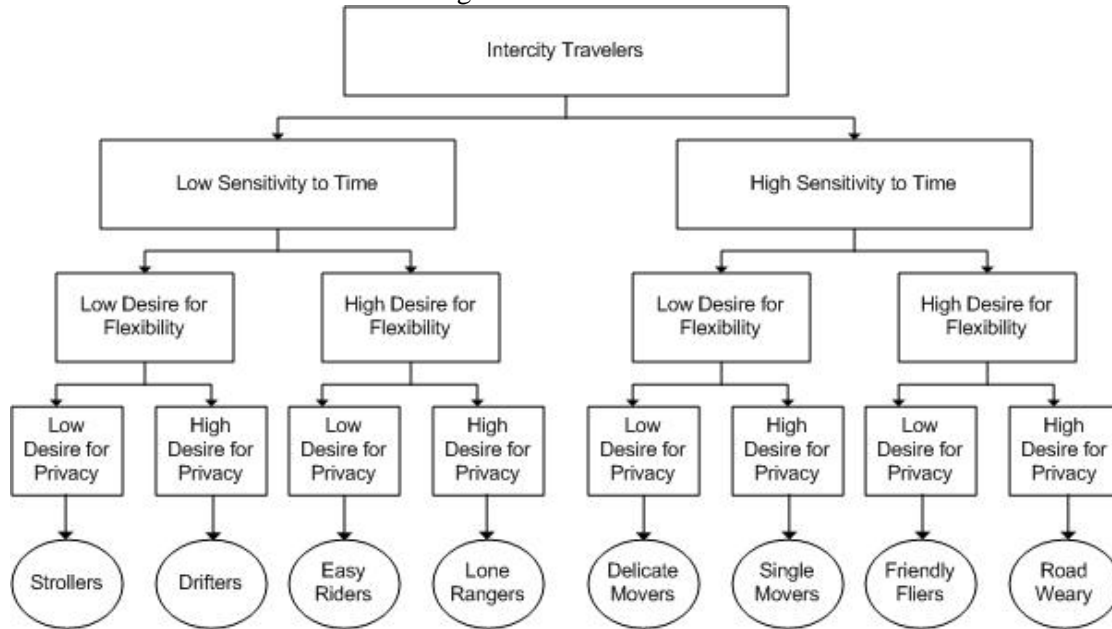 Intercity Travelers
Low Sensitivity to Time
High Sensitivity to Time
Low Desire for
Flexibility
High Desire for
Flexibility
Low Desire for
Flexibility
High Desire for
Flexibility
Low
Desire for
Privacy
High
Desire for
Privacy
Low
Desire for
Privacy
High
Desire for
Privacy
Low
Desire for
Privacy
High
Desire for
Privacy
Low
Desire for
Privacy
High
Desire for
Privacy
Strollers
Drifters
Easy
Riders
Lone
Rangers
Delicate
Movers
Single
Movers
Friendly
Fliers
Road
Weary